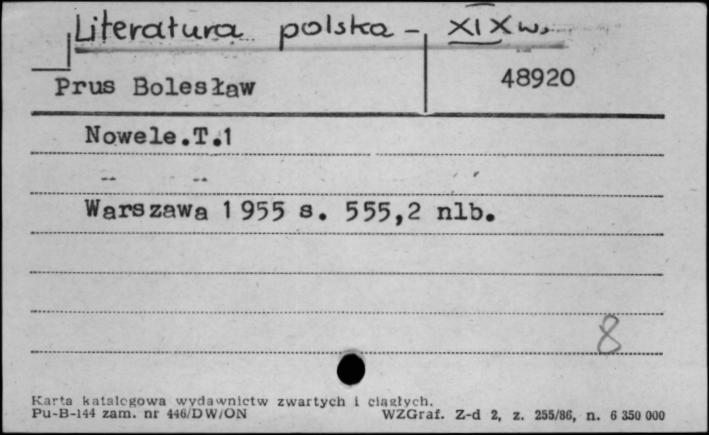 Literatura polska - XIX w.
Prus Bolesław 48920
Nowele.T.1
Warszawa 1955 s. 555,2 nlb.
8
Karta katalogowa wydawnictw zwartych i ciągłych.
Pu-B-144 zam. nr 446/DW/ON WZGraf. Z-d 2, z. 255/86, n. 6 350 000